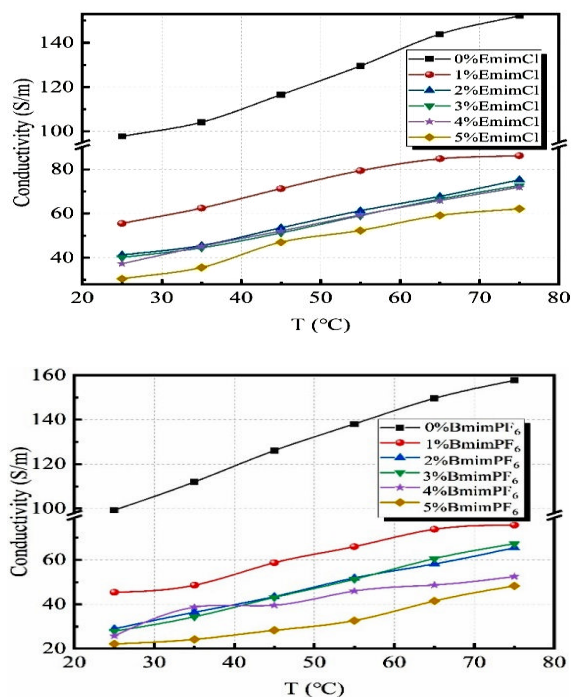 140
120
100
80
60
40
20 30 40 50 60 70 80
Conductivity (S/m)
T (°C)
0%EmimCl
1%EmimCl
2%EmimCl
3%EmimCl
4%EmimCl
5%EmimCl
160
140
120
100
60
40
20
20 30 40 50 60 70 80
Conductivity (S/m)
T (°C)
0%BmimPF₆
1%BmimPF₆
2%BmimPF₆
3%BmimPF₆
4%BmimPF₆
5%BmimPF₆